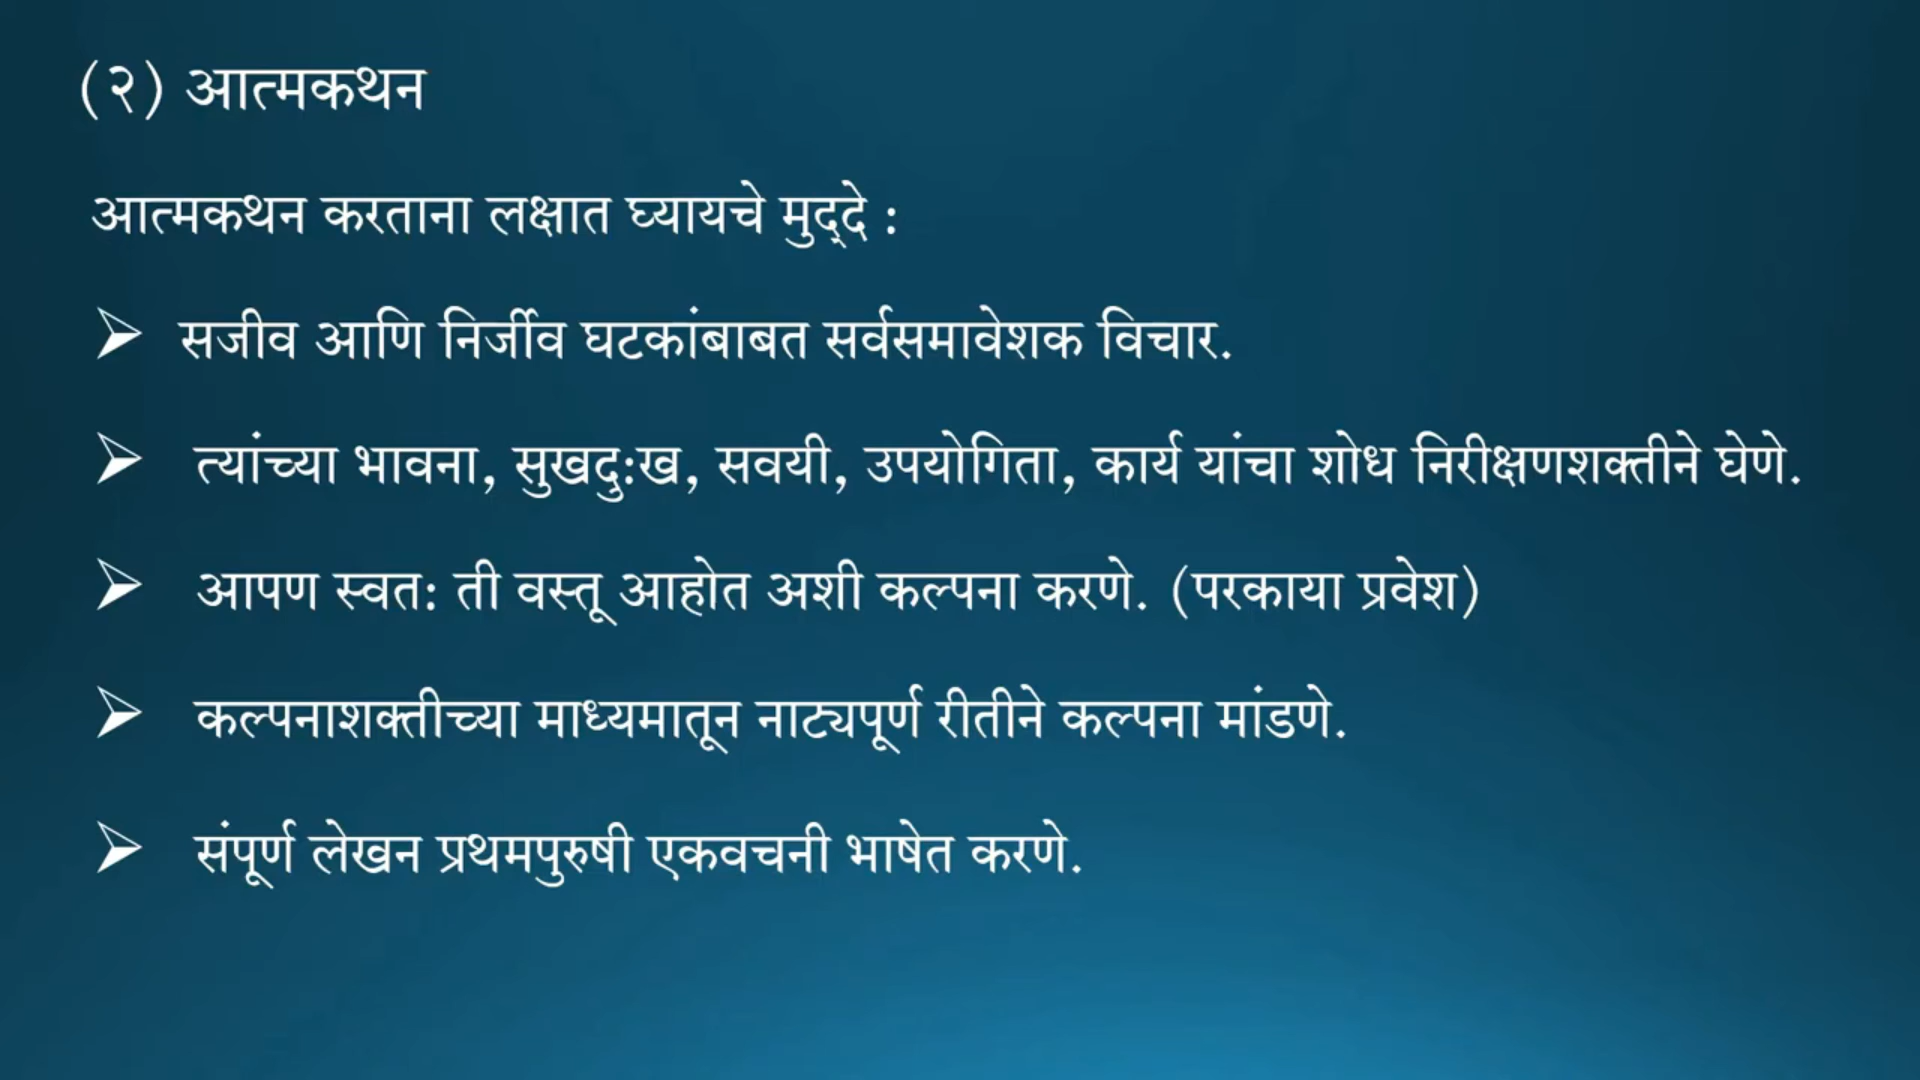 (२) आत्मकथन
आत्मकथन करताना लक्षात घ्यायचे मुद्‌दे :
➢ सजीव आणि निर्जीव घटकांबाबत सर्वसमावेशक विचार.
➢ त्यांच्या भावना, सुखदु:ख, सवयी, उपयोगिता, कार्य यांचा शोध निरीक्षणशक्तीने घेणे.
➢ आपण स्वत: ती वस्तू आहोत अशी कल्पना करणे. (परकाया प्रवेश)
➢ कल्पनाशक्तीच्या माध्यमातून नाट्यपूर्ण रीतीने कल्पना मांडणे.
➢ संपूर्ण लेखन प्रथमपुरुषी एकवचनी भाषेत करणे.